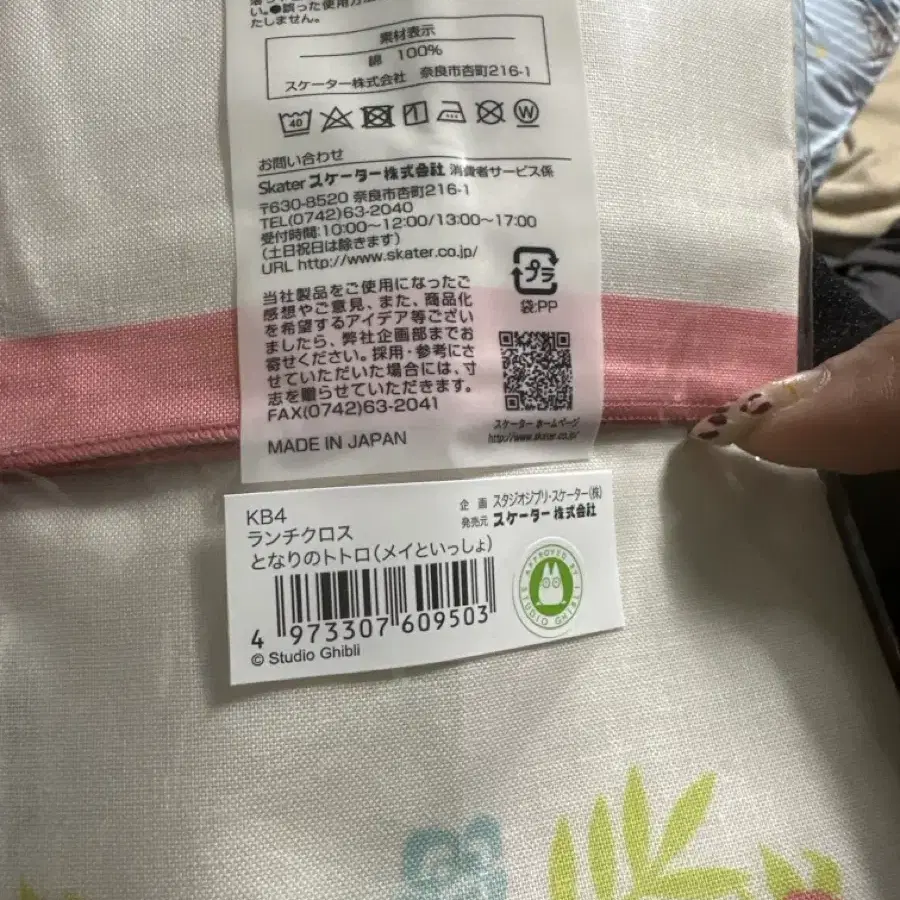 い。●誤った使用方法
たしません。
素材表示
綿 100%
スケーター株式会社 奈良市杏町216-1
40
W
お問い合わせ
Skater スケーター株式会社 消費者サービス係
〒630-8520 奈良市杏町216-1
TEL(0742)63-2040
受付時間:10:00~12:00/13:00~17:00
(土日祝日は除きます)
URL http://www.skater.co.jp/
プラ
袋:PP
当社製品をご使用になったご
感想やご意見、また、商品化
を希望するアイデア等ござい
ましたら、弊社企画部までお
寄せください。採用・参考にさ
せていただいた場合には、寸
志を贈らせていただきます。
FAX(0742)63-2041
スケーター ホームページ
http://www.skater.co.jp/
MADE IN JAPAN
KB4
ランチクロス
となりのトトロ(メイといっしょ)
企 画 スタジオジブリ・スケーター(株)
発売元 スケーター株式会社
4 973307 609503
© Studio Ghibli
APPROVED BY
STUDIO GHIBLI